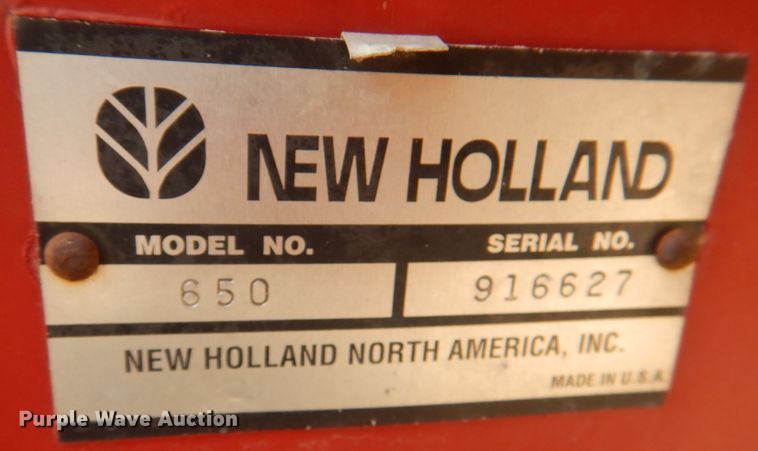 NEW HOLLAND
MODEL NO. SERIAL NO.
650 916627
NEW HOLLAND NORTH AMERICA, INC.
MADE IN U.S.A.
Purple Wave Auction